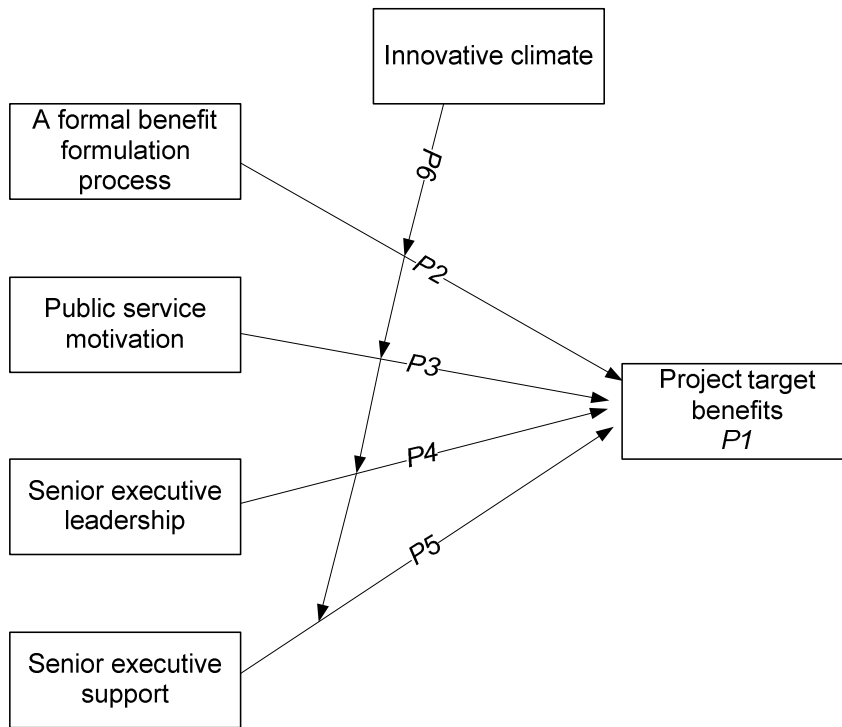 Innovative climate
A formal benefit
formulation
process
P6
P2
Public service
motivation
P3
Project target
benefits
P1
P4
Senior executive
leadership
P5
Senior executive
support